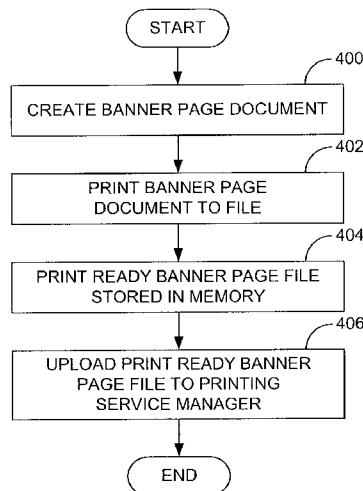 START
400
CREATE BANNER PAGE DOCUMENT
402
PRINT BANNER PAGE
DOCUMENT TO FILE
404
PRINT READY BANNER PAGE FILE
STORED IN MEMORY
406
UPLOAD PRINT READY BANNER
PAGE FILE TO PRINTING
SERVICE MANAGER
END